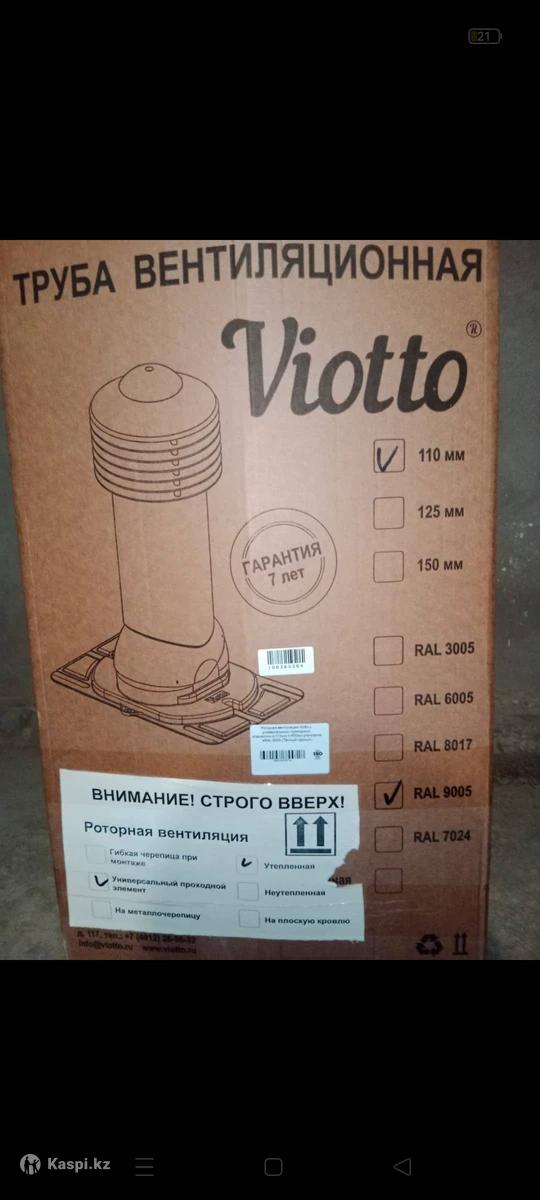 21
ТРУБА ВЕНТИЛЯЦИОННАЯ
Viotto®
110 мм
125 мм
150 мм
ГАРАНТИЯ
7 лет
RAL 3005
RAL 6005
RAL 8017
RAL 9005
RAL 7024
ВНИМАНИЕ! СТРОГО ВВЕРХ!
Роторная вентиляция
Гибкая черепица при
монтаже
Утепленная
Универсальный проходной
элемент
Неутепленная
ная
На металлочерепицу
На плоскую кровлю
info@viotto.ru www.viotto.ru
Kaspi.kz